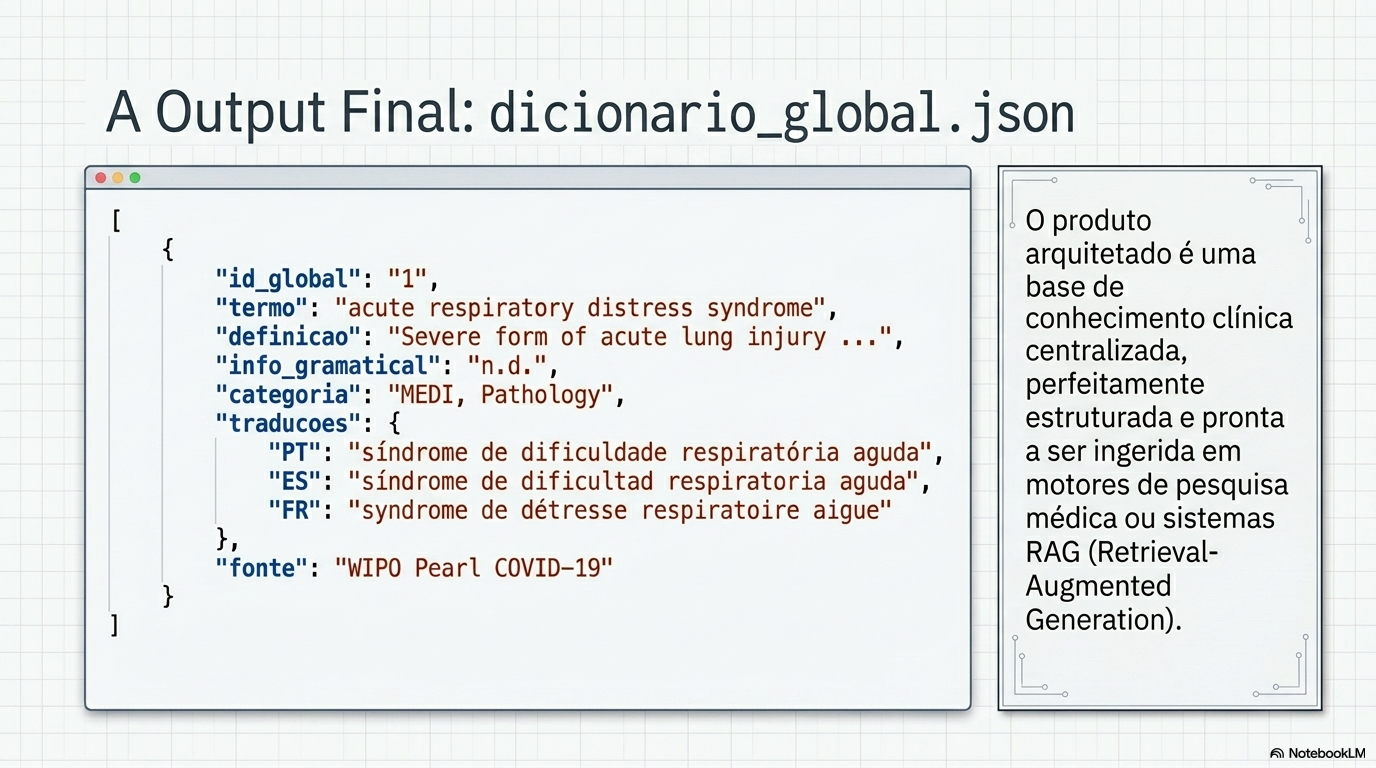 A Output Final: dicionario_global.json
[
{
"id_global": "1",
"termo": "acute respiratory distress syndrome",
"definicao": "Severe form of acute lung injury ...",
"info_gramatical": "n.d.",
"categoria": "MEDI, Pathology",
"traducoes": {
"PT": "síndrome de dificuldade respiratória aguda",
"ES": "síndrome de dificultad respiratoria aguda",
"FR": "syndrome de détresse respiratoire aigue"
},
"fonte": "WIPO Pearl COVID–19"
}
]
O produto
arquitetado é uma
base de
conhecimento clínica
centralizada,
perfeitamente
estruturada e pronta
a ser ingerida em
motores de pesquisa
médica ou sistemas
RAG (Retrieval-
Augmented
Generation).
NotebookLM